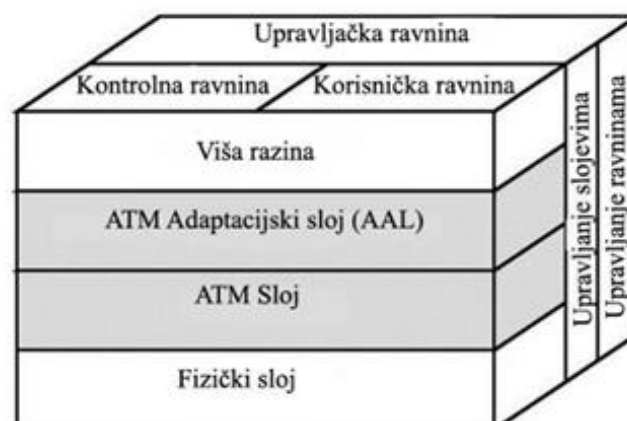 Upravljačka ravnina
Kontrolna ravnina
Korisnička ravnina
Viša razina
ATM Adaptacijski sloj (AAL)
ATM Sloj
Fizički sloj
Upravljanje slojevima
Upravljanje ravninama